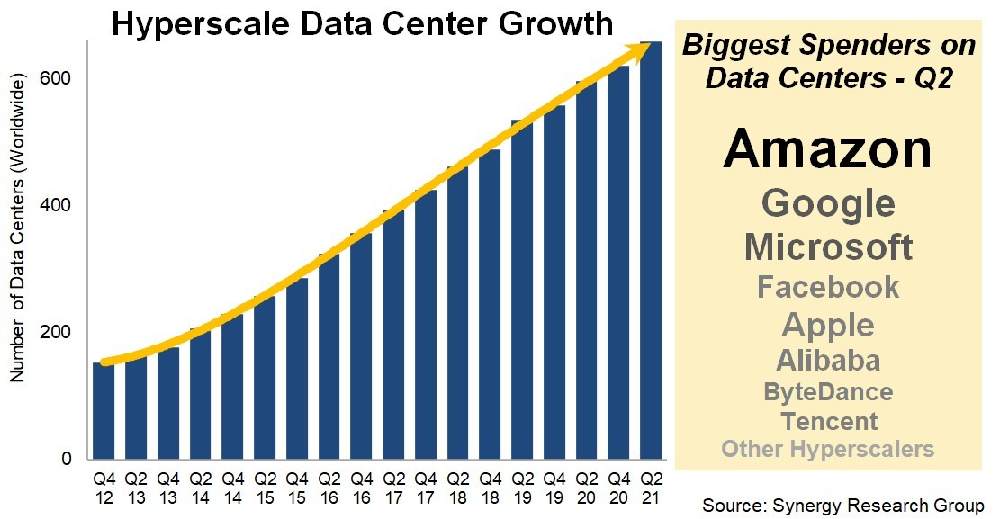 Hyperscale Data Center Growth
Number of Data Centers (Worldwide)
600
400
200
0
Q4 Q2 Q4 Q2 Q4 Q2 Q4 Q2 Q4 Q2 Q4 Q2 Q4 Q2 Q4 Q2 Q4 Q2
12 13 13 14 14 15 15 16 16 17 17 18 18 19 19 20 20 21
Biggest Spenders on
Data Centers - Q2
Amazon
Google
Microsoft
Facebook
Apple
Alibaba
ByteDance
Tencent
Other Hyperscalers
Source: Synergy Research Group